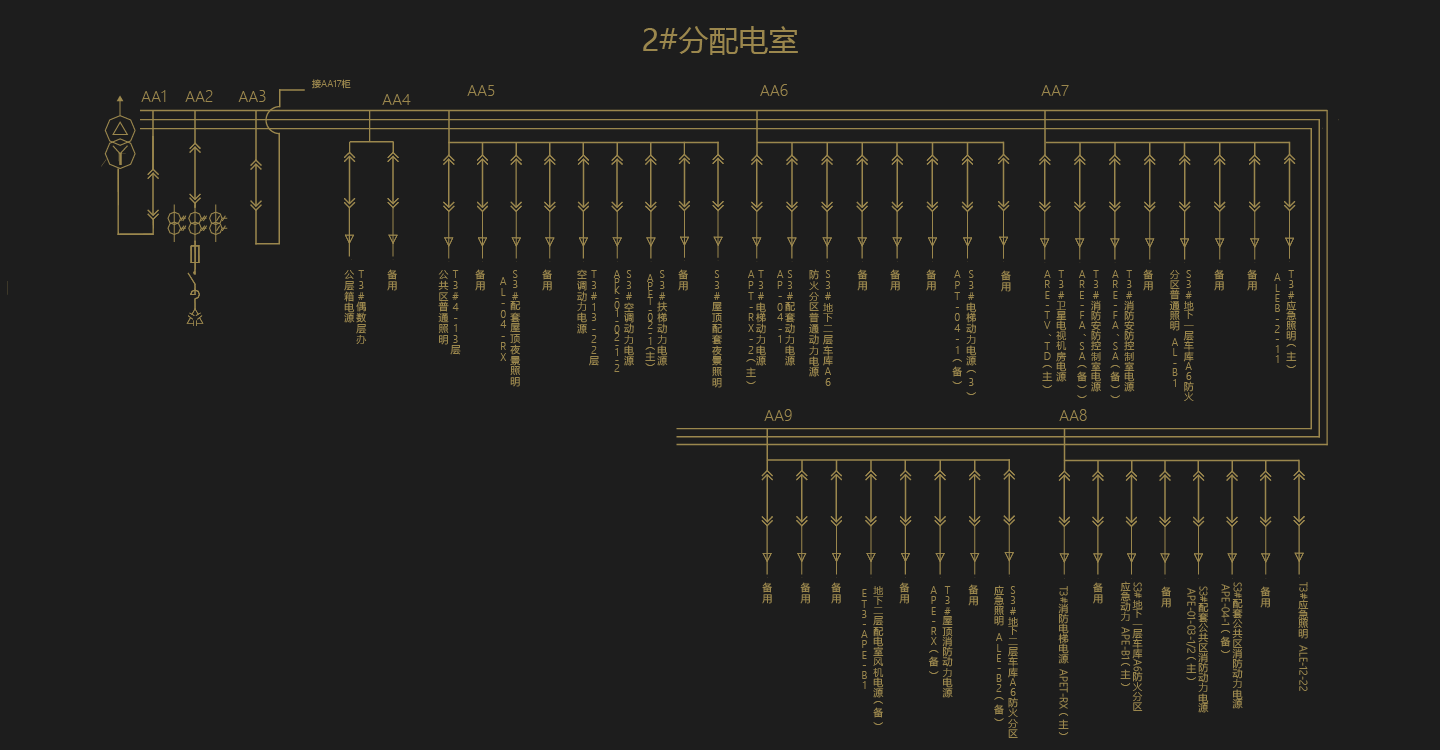 2#分配电室
接AA17柜
AA1
AA2
AA3
AA4
AA5
AA6
AA7
T3#偶数层办
公层箱电源
备用
T3#4-13层
公共区普通照明
备用
S3#配套屋顶夜景照明
AL-04-RX
备用
T3#13-22层
空调动力电源
S3#空调动力电源
APK-01-02-1-2
S3#扶梯动力电源
APE1-02-1(主)
备用
S3#屋顶配套夜景照明
T3#电梯动力电源
APT-RX-2(主)
S3#配套动力电源
AP-04-1
S3#地下二层车库A6
防火分区普通动力电源
备用
备用
备用
S3#电梯动力电源(3)
APT-04-1(备)
备用
T3#卫星电视机房电源
ARE-TV、TD(主)
T3#消防安防控制室电源
ARE-FA、SA(备)
T3#消防安防控制室电源
ARE-FA、SA(备)
备用
S3#地下一层车库A6防火
分区普通照明 AL-B1
备用
备用
T3#应急照明(主)
ALEB-2-11
AA9
AA8
备用
备用
备用
地下二层配电室风机电源(备)
ET3-APE-B1
备用
T3#屋顶消防动力电源
APE-RX(备)
备用
S3#地下二层车库A6防火分区
应急照明 ALE-B2(备)
T3#消防电梯电源 APET-RX(主)
备用
S3#地下一层车库A6防火分区
应急动力 APE-B1(主)
备用
S3#配套公共区消防动力电源
APE-01-03-1/2(主)
S3#配套公共区消防动力电源
APE-04-1(备)
备用
T3#应急照明 ALE-12-22